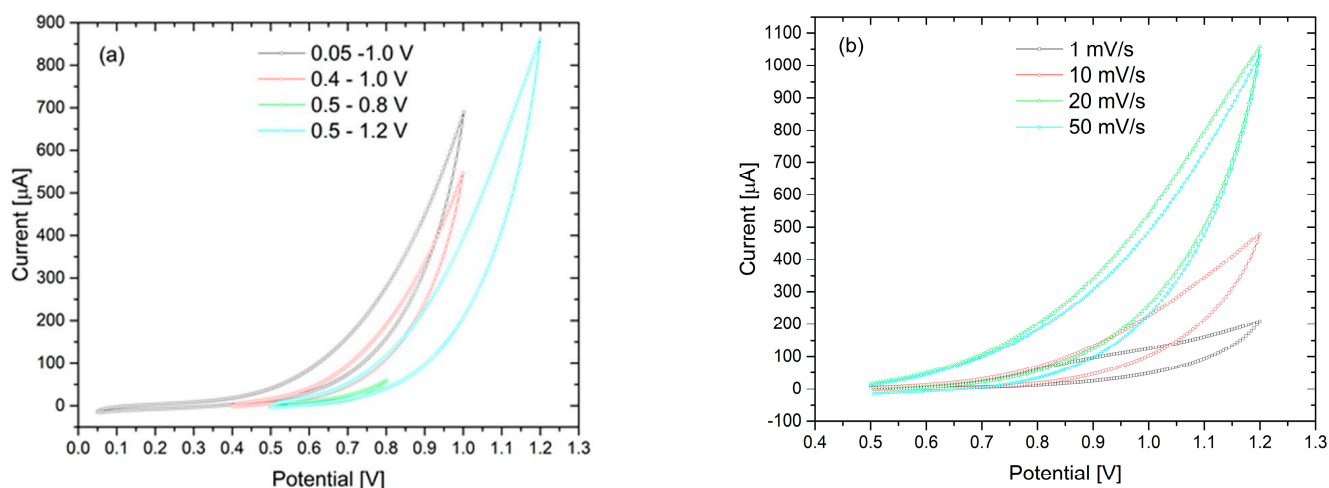 (a)
0.05 -1.0 V
0.4 - 1.0 V
0.5 - 0.8 V
0.5 - 1.2 V
900
800
700
600
500
400
300
200
100
0
Current [μA]
0.0 0.1 0.2 0.3 0.4 0.5 0.6 0.7 0.8 0.9 1.0 1.1 1.2 1.3
Potential [V]
(b)
1 mV/s
10 mV/s
20 mV/s
50 mV/s
1100
1000
900
800
700
600
500
400
300
200
100
0
-100
Current [μA]
0.4 0.5 0.6 0.7 0.8 0.9 1.0 1.1 1.2 1.3
Potential [V]